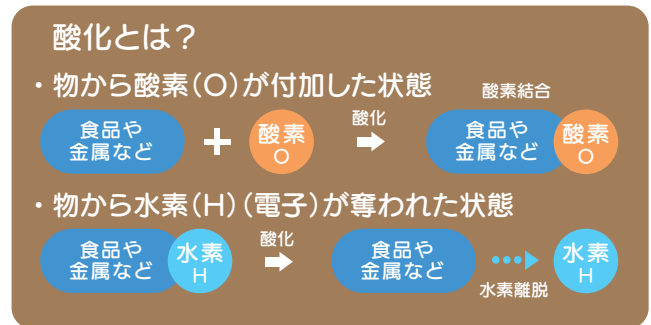 酸化とは？
・物から酸素(O)が付加した状態
酸素結合
食品や
金属など
+
酸素
O
酸化
食品や
金属など
酸素
O
・物から水素(H)(電子)が奪われた状態
食品や
金属など
水素
H
酸化
食品や
金属など
水素離脱
水素
H